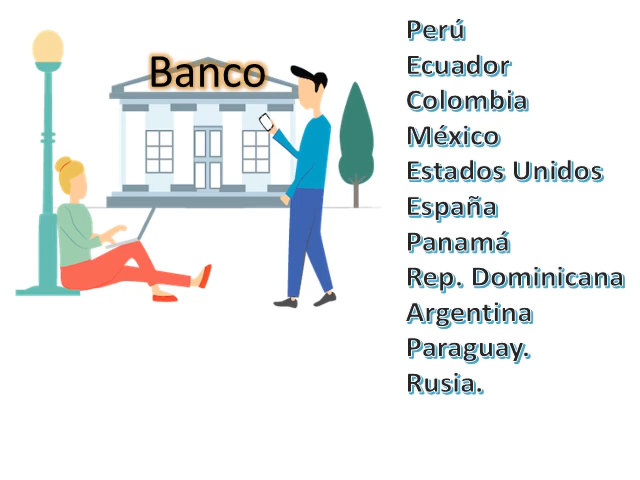 Banco
Perú
Ecuador
Colombia
México
Estados Unidos
España
Panamá
Rep. Dominicana
Argentina
Paraguay.
Rusia.